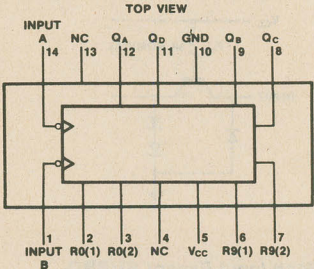 TOP VIEW
INPUT
A NC QA QD GND QB QC
14 13 12 11 10 9 8
1 2 3 4 5 6 7
INPUT R0(1) R0(2) NC VCC R9(1) R9(2)
B